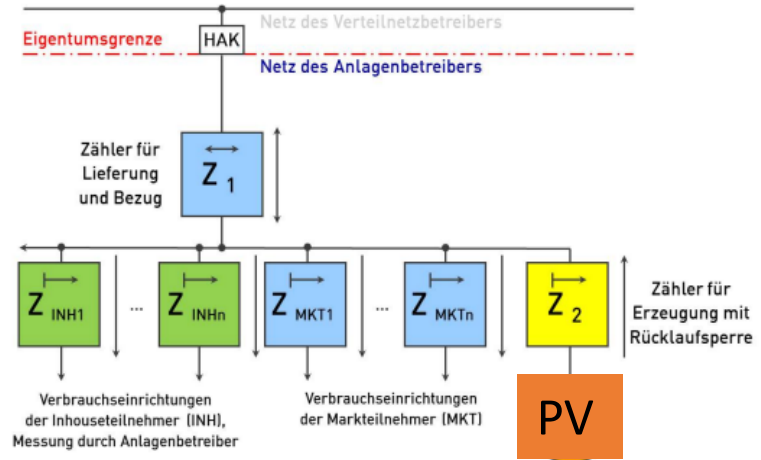 Netz des Verteilnetzbetreibers
Eigentumsgrenze
HAK
Netz des Anlagenbetreibers
Zähler für
Lieferung
und Bezug
Z 1
Z INH1
...
Z INHn
Z MKT1
...
Z MKTn
Z 2
Zähler für
Erzeugung mit
Rücklaufsperre
Verbrauchseinrichtungen
der Inhouseteilnehmer (INH),
Messung durch Anlagenbetreiber
Verbrauchseinrichtungen
der Markteilnehmer (MKT)
PV